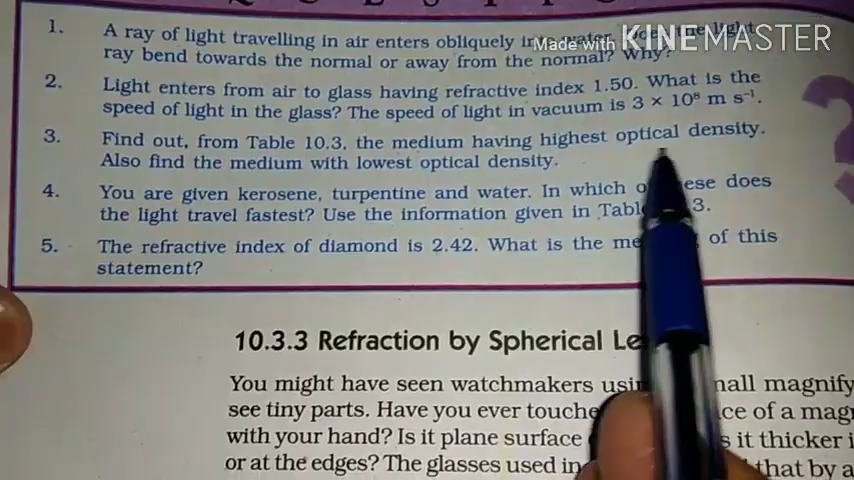 Q U E S T I O
1. A ray of light travelling in air enters obliquely into water. Does the light
Made with KINEMASTER
ray bend towards the normal or away from the normal? Why?
2. Light enters from air to glass having refractive index 1.50. What is the
speed of light in the glass? The speed of light in vacuum is 3 × 10⁸ m s⁻¹.
3. Find out, from Table 10.3, the medium having highest optical density.
Also find the medium with lowest optical density.
4. You are given kerosene, turpentine and water. In which o ese does
the light travel fastest? Use the information given in Tabl 3.
5. The refractive index of diamond is 2.42. What is the me of this
statement?
?
10.3.3 Refraction by Spherical Le
You might have seen watchmakers usin mall magnify
see tiny parts. Have you ever touche ce of a mag
with your hand? Is it plane surface s it thicker i
or at the edges? The glasses used in that by a